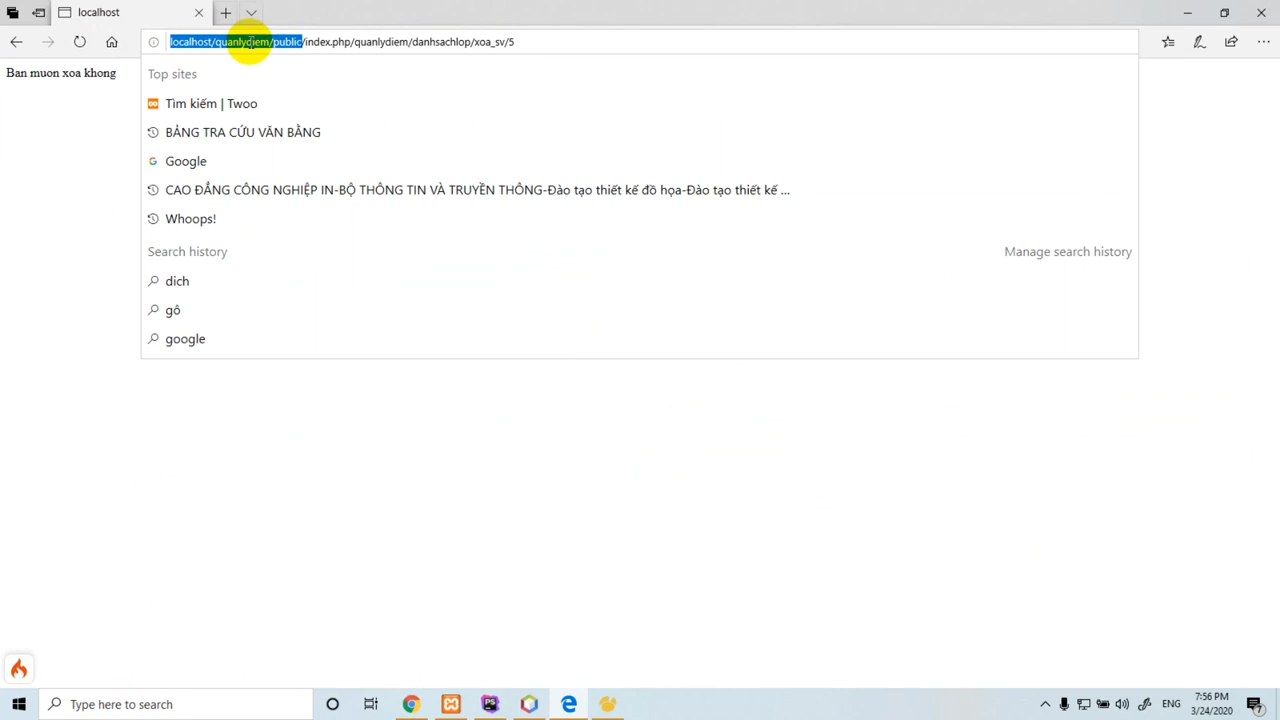 localhost
localhost/quanlydiem/public/index.php/quanlydiem/danhsachlop/xoa_sv/5
Ban muon xoa khong
Top sites
Tìm kiếm | Twoo
BẢNG TRA CỨU VĂN BẰNG
Google
CAO ĐẲNG CÔNG NGHIỆP IN-BỘ THÔNG TIN VÀ TRUYỀN THÔNG-Đào tạo thiết kế đồ họa-Đào tạo thiết kế ...
Whoops!
Search history
Manage search history
dich
gô
google
Type here to search
PS
ENG
7:56 PM
3/24/2020
7